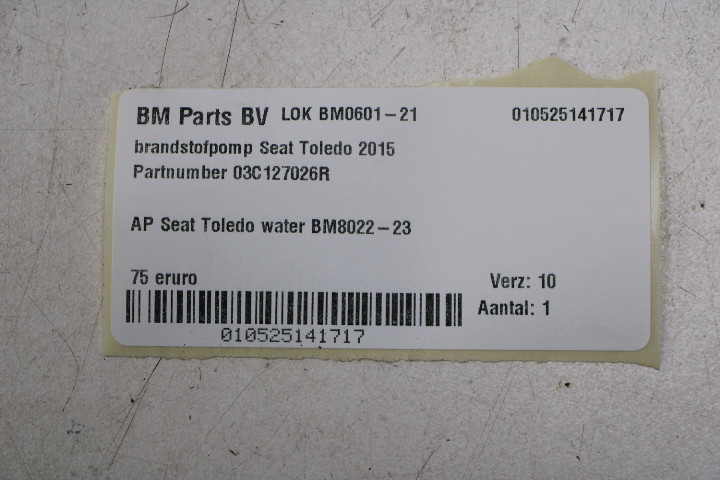 BM Parts BV LOK BM0601-21 010525141717
brandstofpomp Seat Toledo 2015
Partnumber 03C127026R
AP Seat Toledo water BM8022-23
75 eruro Verz: 10
Aantal: 1
010525141717